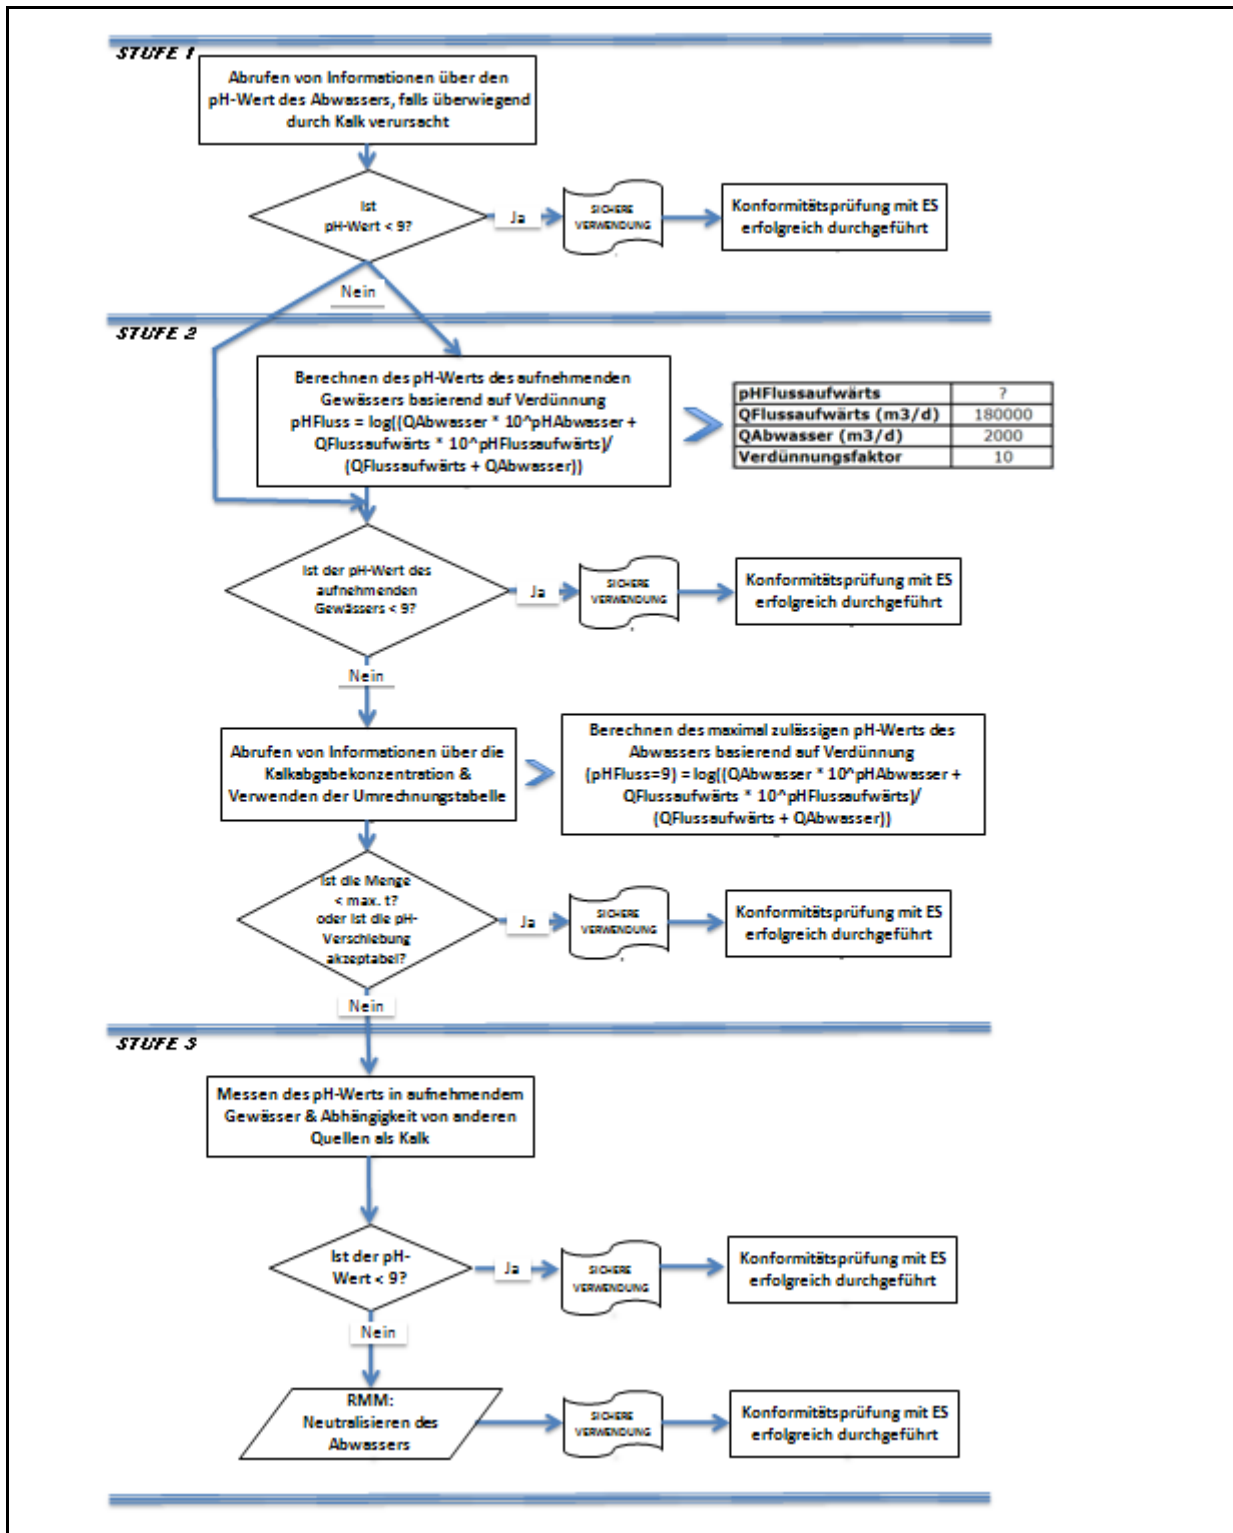 STUFE 1
Abrufen von Informationen über den
pH-Wert des Abwassers, falls überwiegend
durch Kalk verursacht
Ist
pH-Wert < 9?
Ja
SICHERE
VERWENDUNG
Konformitätsprüfung mit ES
erfolgreich durchgeführt
Nein
STUFE 2
Berechnen des pH-Werts des aufnehmenden
Gewässers basierend auf Verdünnung
pHFluss = log((QAbwasser * 10^pHAbwasser +
QFlussaufwärts * 10^pHFlussaufwärts)/
(QFlussaufwärts + QAbwasser))
pHFlussaufwärts ?
QFlussaufwärts (m3/d) 180000
QAbwasser (m3/d) 2000
Verdünnungsfaktor 10
Ist der pH-Wert des
aufnehmenden
Gewässers < 9?
Ja
SICHERE
VERWENDUNG
Konformitätsprüfung mit ES
erfolgreich durchgeführt
Nein
Abrufen von Informationen über die
Kalkabgabekonzentration &
Verwenden der Umrechnungstabelle
Berechnen des maximal zulässigen pH-Werts des
Abwassers basierend auf Verdünnung
(pHFluss=9) = log((QAbwasser * 10^pHAbwasser +
QFlussaufwärts * 10^pHFlussaufwärts)/
(QFlussaufwärts + QAbwasser))
Ist die Menge
< max. t?
oder ist die pH-
Verschiebung
akzeptabel?
Ja
SICHERE
VERWENDUNG
Konformitätsprüfung mit ES
erfolgreich durchgeführt
Nein
STUFE 3
Messen des pH-Werts in aufnehmendem
Gewässer & Abhängigkeit von anderen
Quellen als Kalk
Ist der pH-
Wert < 9?
Ja
SICHERE
VERWENDUNG
Konformitätsprüfung mit ES
erfolgreich durchgeführt
Nein
RMM:
Neutralisieren des
Abwassers
SICHERE
VERWENDUNG
Konformitätsprüfung mit ES
erfolgreich durchgeführt